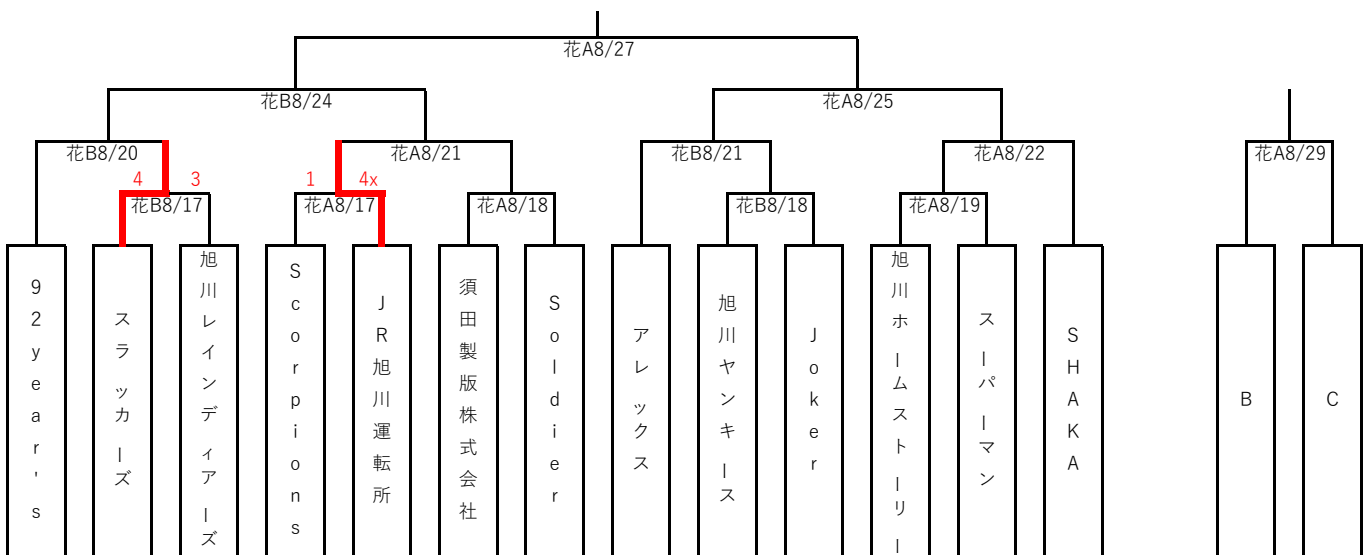 花A8/27
花B8/24
花A8/25
花B8/20
花A8/21
花B8/21
花A8/22
花A8/29
4
3
1
4x
花B8/17
花A8/17
花A8/18
花B8/18
花A8/19
92year's
スラッカーズ
旭川レインディアーズ
Scorpions
JR旭川運転所
須田製版株式会社
Soldier
アレックス
旭川ヤンキース
Joker
旭川ホームストーリー
スーパーマン
SHAKA
B
C